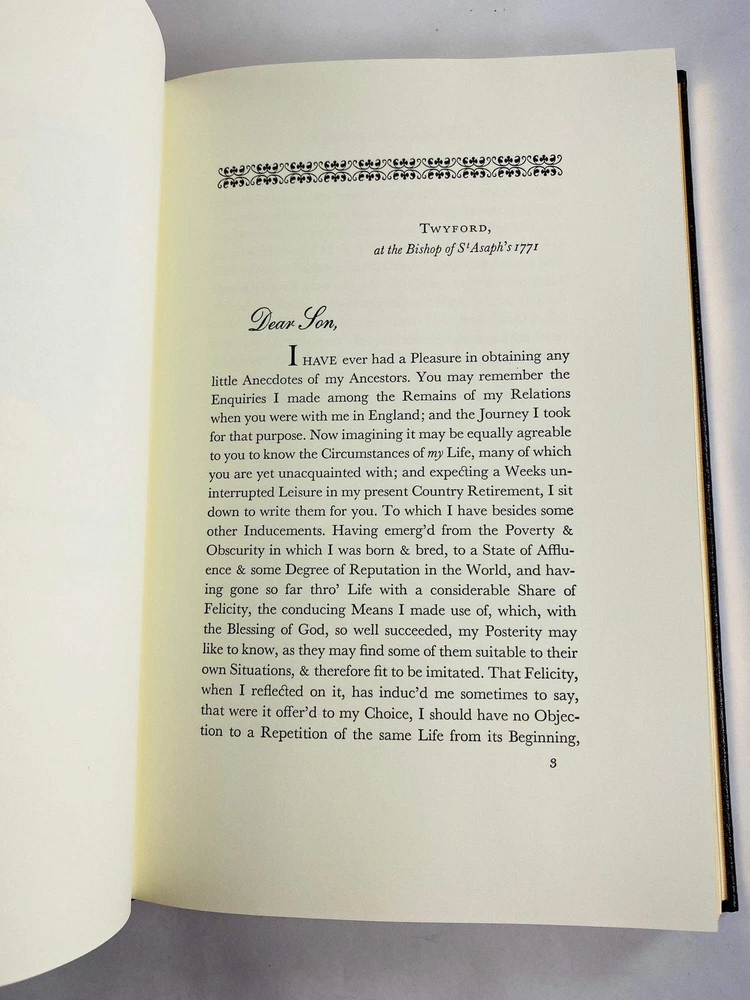 TWYFORD,
at the Bishop of Sᵗ Asaph's 1771
Dear Son,
I HAVE ever had a Pleasure in obtaining any
little Anecdotes of my Ancestors. You may remember the
Enquiries I made among the Remains of my Relations
when you were with me in England; and the Journey I took
for that purpose. Now imagining it may be equally agreeable
to you to know the Circumstances of my Life, many of which
you are yet unacquainted with; and expecting a Weeks un-
interrupted Leisure in my present Country Retirement, I sit
down to write them for you. To which I have besides some
other Inducements. Having emerg'd from the Poverty &
Obscurity in which I was born & bred, to a State of Afflu-
ence & some Degree of Reputation in the World, and hav-
ing gone so far thro' Life with a considerable Share of
Felicity, the conducing Means I made use of, which, with
the Blessing of God, so well succeeded, my Posterity may
like to know, as they may find some of them suitable to their
own Situations, & therefore fit to be imitated. That Felicity,
when I reflected on it, has induc'd me sometimes to say,
that were it offer'd to my Choice, I should have no Objec-
tion to a Repetition of the same Life from its Beginning,
3